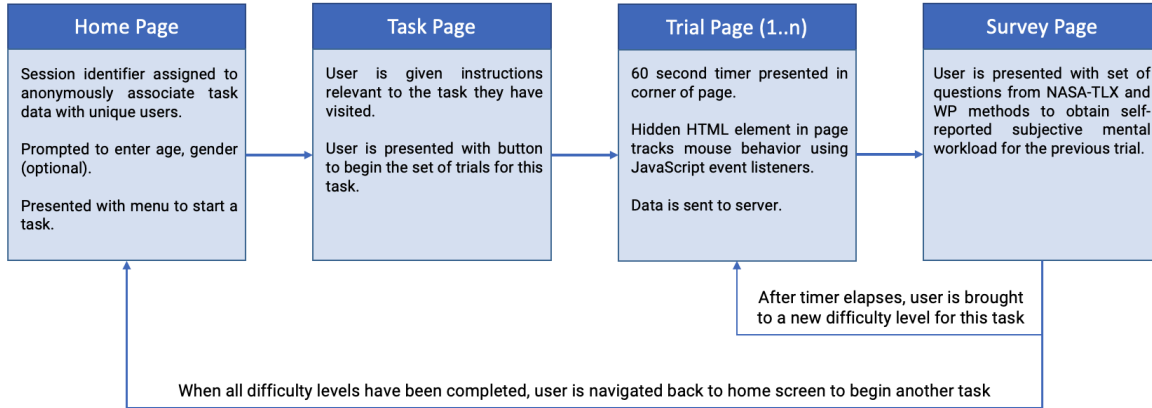 Home Page
Session identifier assigned to
anonymously associate task
data with unique users.
Prompted to enter age, gender
(optional).
Presented with menu to start a
task.
Task Page
User is given instructions
relevant to the task they have
visited.
User is presented with button
to begin the set of trials for this
task.
Trial Page (1..n)
60 second timer presented in
corner of page.
Hidden HTML element in page
tracks mouse behavior using
JavaScript event listeners.
Data is sent to server.
Survey Page
User is presented with set of
questions from NASA-TLX and
WP methods to obtain self-
reported subjective mental
workload for the previous trial.
After timer elapses, user is brought
to a new difficulty level for this task
When all difficulty levels have been completed, user is navigated back to home screen to begin another task